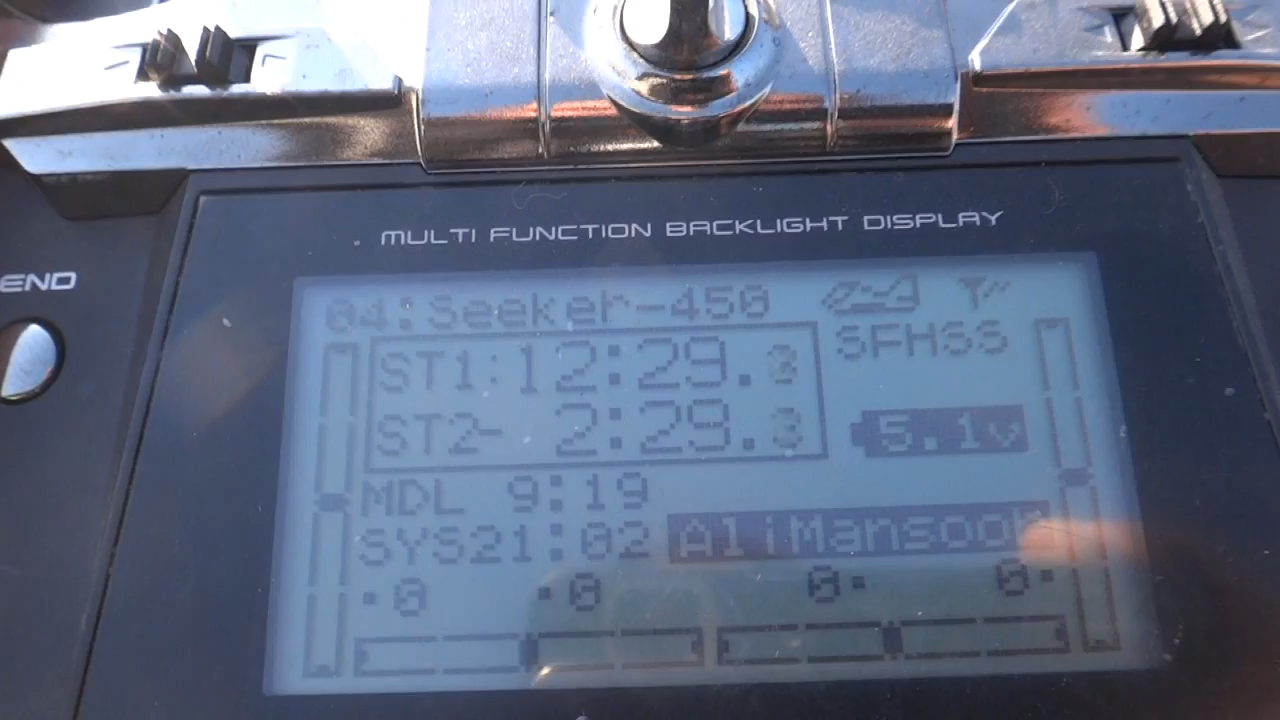 MULTI FUNCTION BACKLIGHT DISPLAY
END
04:Seeker-450
SFHSS
ST1:12:29.3
ST2- 2:29.3
5.1v
MDL 9:19
SYS21:02 AliMansoor
0 0 0 0